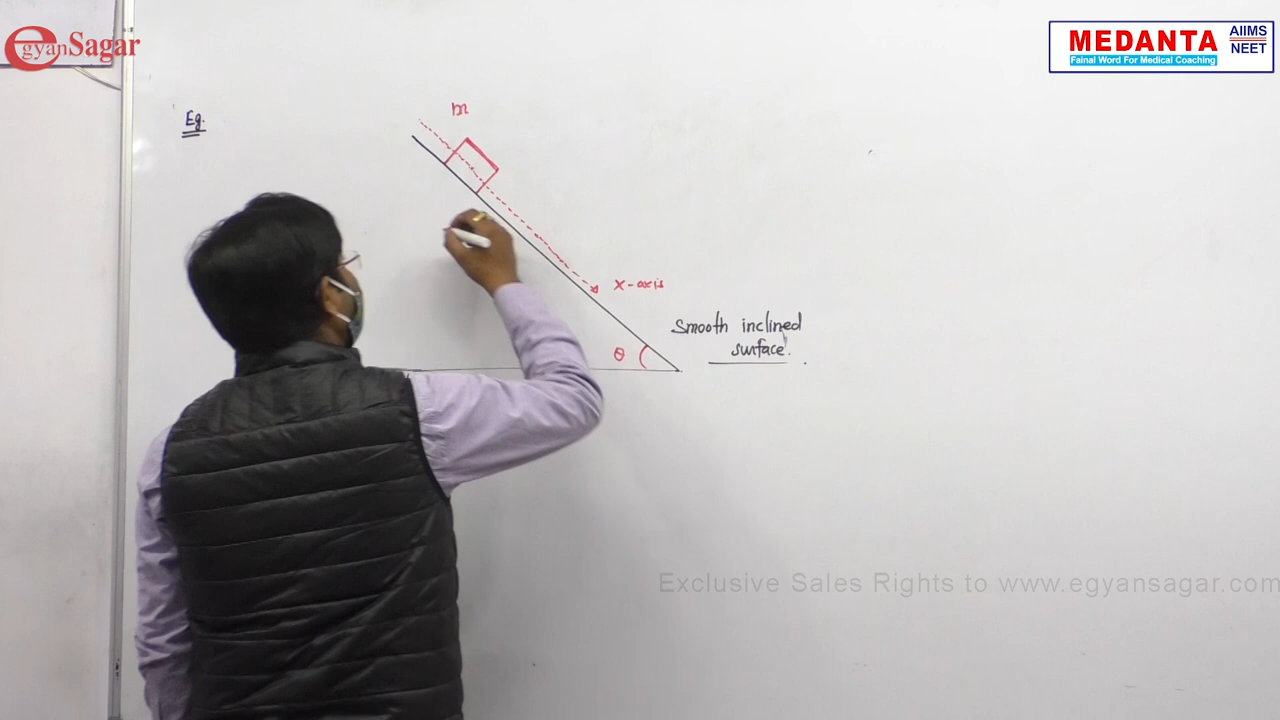 egyanSagar
MEDANTA
Fainal Word For Medical Coaching
AIIMS
NEET
Eg.
m
x-axis
Smooth inclined
surface.
θ
Exclusive Sales Rights to www.egyansagar.com